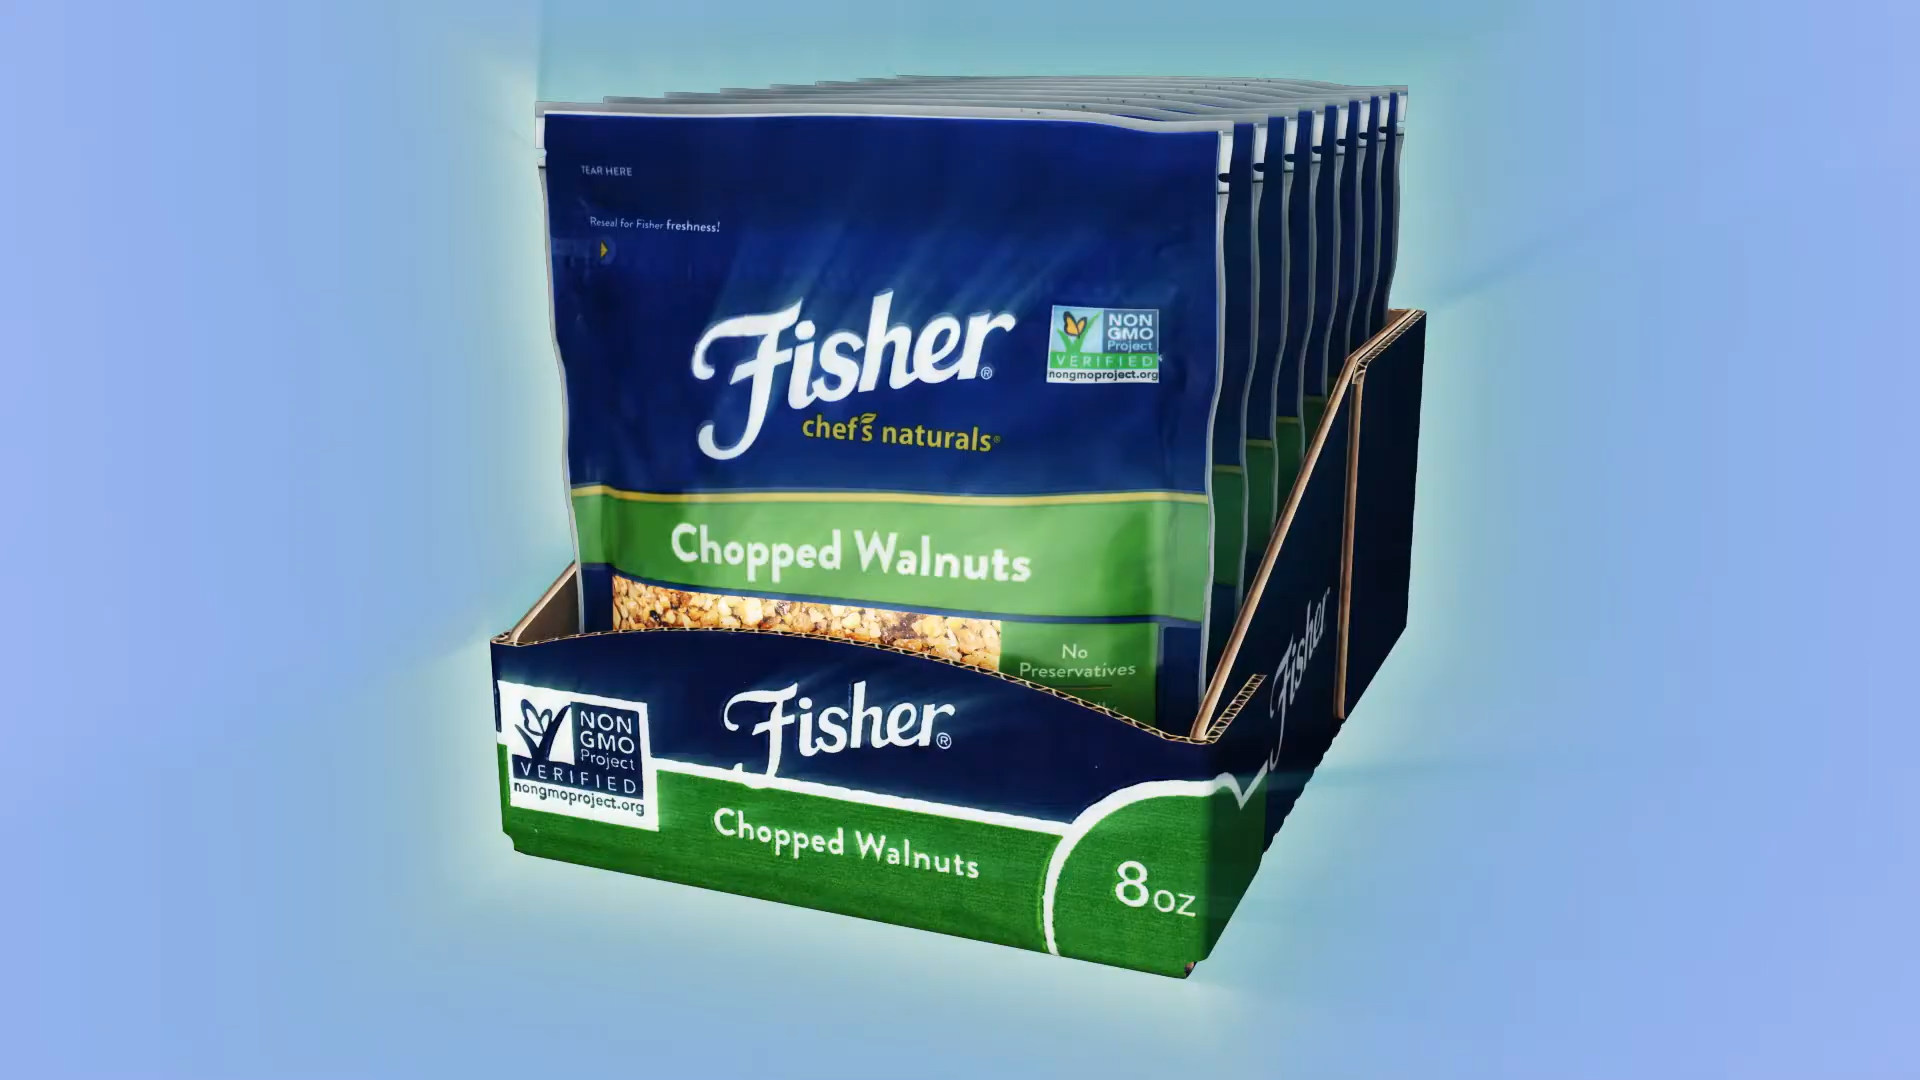 TEAR HERE
Reseal for Fisher freshness!
Fisher®
chef's naturals®
NON
GMO
Project
VERIFIED
nongmoproject.org
Chopped Walnuts
No
Preservatives
Fisher®
NON
GMO
Project
VERIFIED
nongmoproject.org
Chopped Walnuts
8oz
Fisher